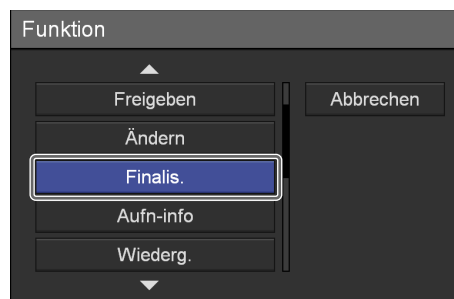 Funktion
Freigeben
Abbrechen
Ändern
Finalis.
Aufn-info
Wiederg.